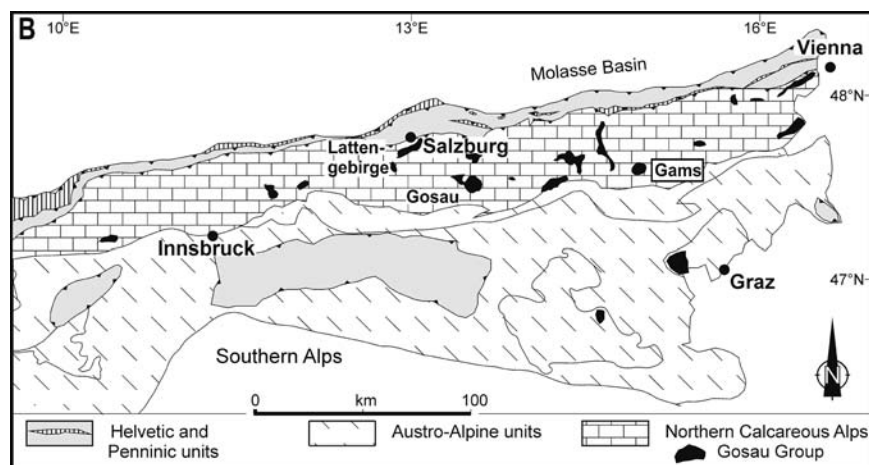 B
10°E
13°E
16°E
Vienna
Molasse Basin
48°N
Latten-
gebirge
Salzburg
Gams
Gosau
Innsbruck
47°N
Graz
Southern Alps
N
0
km
100
Helvetic and
Penninic units
Austro-Alpine units
Northern Calcareous Alps
Gosau Group